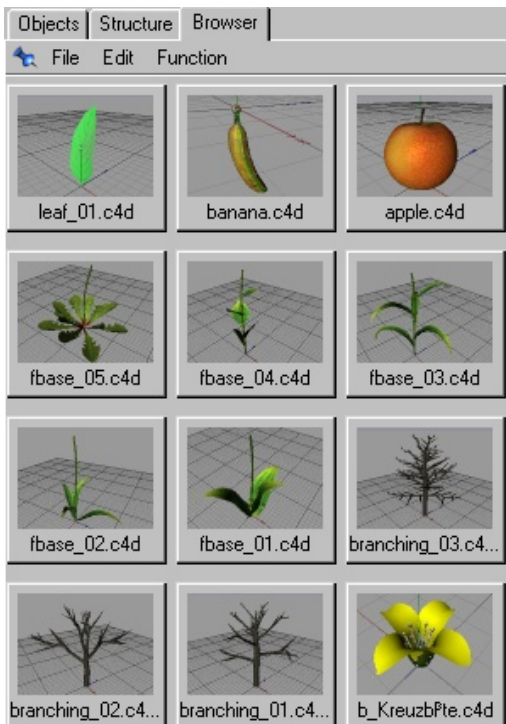 Objects Structure Browser
File Edit Function
leaf_01.c4d banana.c4d apple.c4d
fbase_05.c4d fbase_04.c4d fbase_03.c4d
fbase_02.c4d fbase_01.c4d branching_03.c4...
branching_02.c4... branching_01.c4... b_Kreuzbªte.c4d